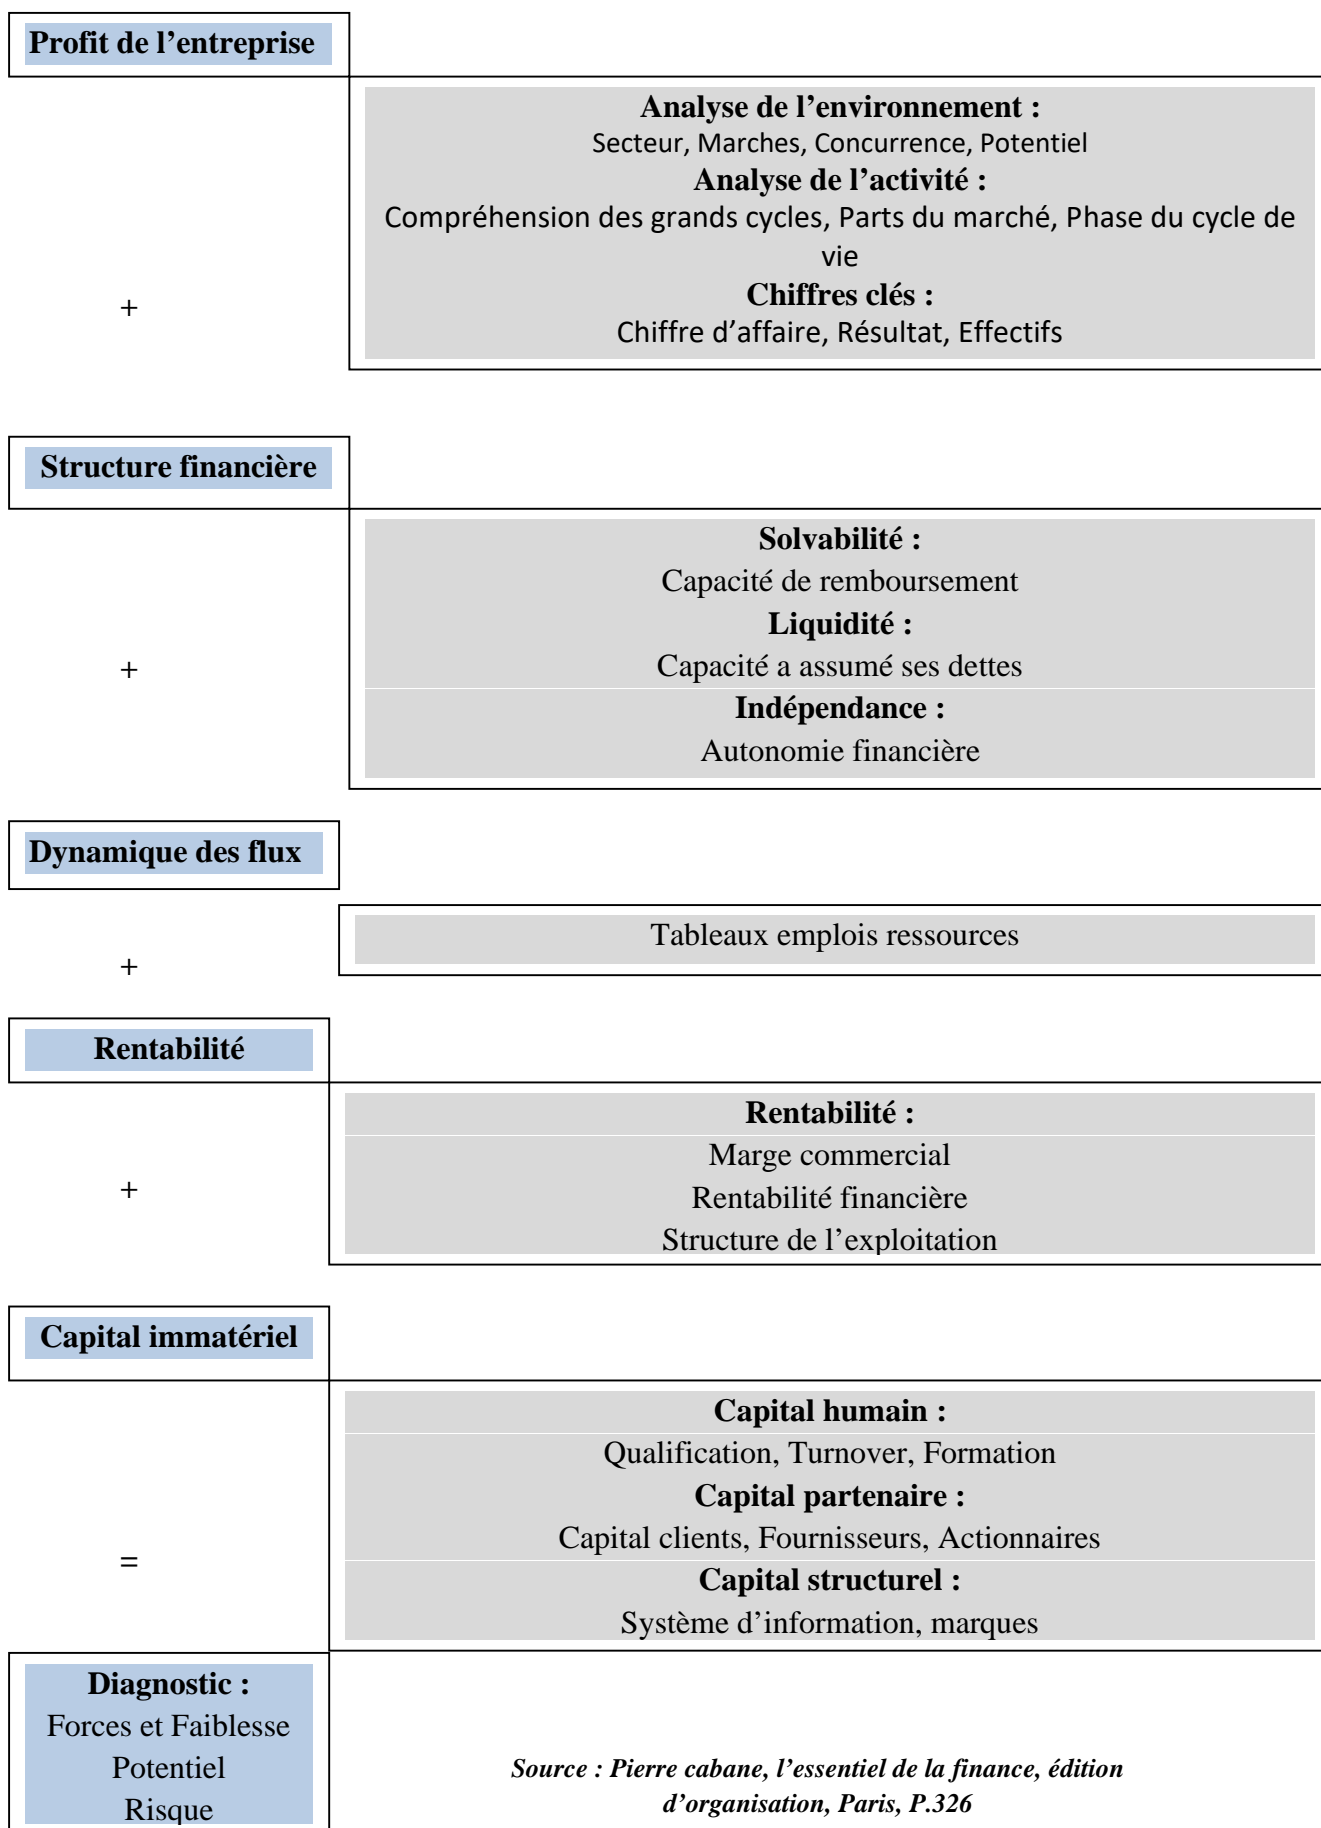 Profit de l’entreprise
Analyse de l’environnement :
Secteur, Marches, Concurrence, Potentiel
Analyse de l’activité :
Compréhension des grands cycles, Parts du marché, Phase du cycle de
vie
Chiffres clés :
Chiffre d’affaire, Résultat, Effectifs
+
Structure financière
Solvabilité :
Capacité de remboursement
Liquidité :
Capacité a assumé ses dettes
Indépendance :
Autonomie financière
+
Dynamique des flux
Tableaux emplois ressources
+
Rentabilité
Rentabilité :
Marge commercial
Rentabilité financière
Structure de l’exploitation
+
Capital immatériel
Capital humain :
Qualification, Turnover, Formation
Capital partenaire :
Capital clients, Fournisseurs, Actionnaires
Capital structurel :
Système d’information, marques
=
Diagnostic :
Forces et Faiblesse
Potentiel
Risque
Source : Pierre cabane, l’essentiel de la finance, édition
d’organisation, Paris, P.326